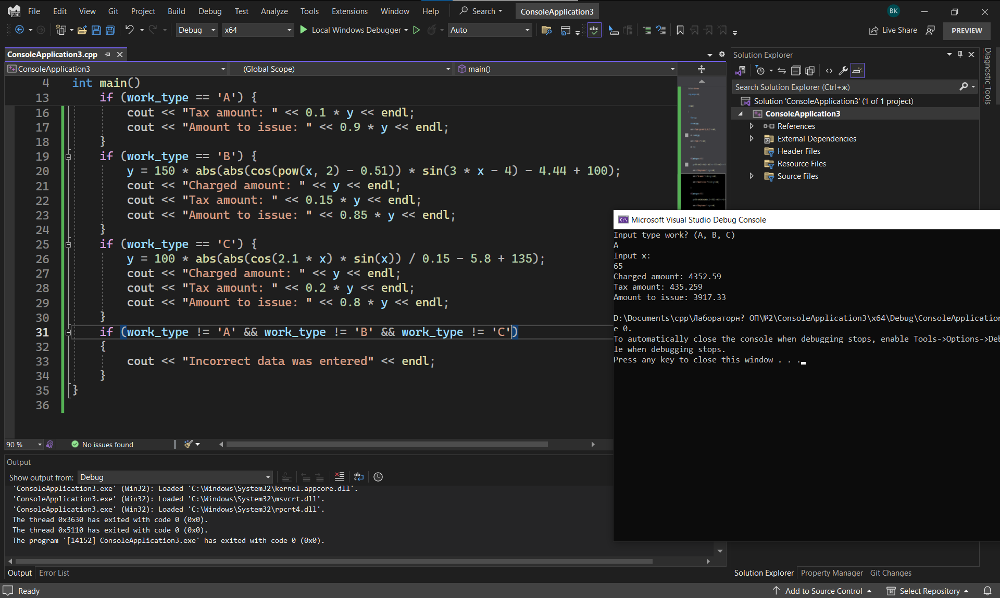 File Edit View Git Project Build Debug Test Analyze Tools Extensions Window Help Search ConsoleApplication3 BK
PRE
Debug x64 Local Windows Debugger Auto abc Live Share PREVIEW
ConsoleApplication3.cpp
ConsoleApplication3 (Global Scope) main()
4 int main()
13 if (work_type == 'A') {
16 cout << "Tax amount: " << 0.1 * y << endl;
17 cout << "Amount to issue: " << 0.9 * y << endl;
18 }
19 if (work_type == 'B') {
20 y = 150 * abs(abs(cos(pow(x, 2) - 0.51)) * sin(3 * x - 4) - 4.44 + 100);
21 cout << "Charged amount: " << y << endl;
22 cout << "Tax amount: " << 0.15 * y << endl;
23 cout << "Amount to issue: " << 0.85 * y << endl;
24 }
25 if (work_type == 'C') {
26 y = 100 * abs(abs(cos(2.1 * x) * sin(x)) / 0.15 - 5.8 + 135);
27 cout << "Charged amount: " << y << endl;
28 cout << "Tax amount: " << 0.2 * y << endl;
29 cout << "Amount to issue: " << 0.8 * y << endl;
30 }
31 if (work_type != 'A' && work_type != 'B' && work_type != 'C')
32 {
33 cout << "Incorrect data was entered" << endl;
34 }
35 }
36
90 % No issues found
Output
Show output from: Debug
'ConsoleApplication3.exe' (Win32): Loaded 'C:\Windows\System32\kernel.appcore.dll'.
'ConsoleApplication3.exe' (Win32): Loaded 'C:\Windows\System32\msvcrt.dll'.
'ConsoleApplication3.exe' (Win32): Loaded 'C:\Windows\System32\rpcrt4.dll'.
The thread 0x3630 has exited with code 0 (0x0).
The thread 0x5110 has exited with code 0 (0x0).
The program '[14152] ConsoleApplication3.exe' has exited with code 0 (0x0).
Output Error List
Solution Explorer
Search Solution Explorer (Ctrl+ж)
Solution 'ConsoleApplication3' (1 of 1 project)
ConsoleApplication3
References
External Dependencies
Header Files
Resource Files
Source Files
Diagnostic Tools
C:\ Microsoft Visual Studio Debug Console
Input type work? (A, B, C)
A
Input x:
65
Charged amount: 4352.59
Tax amount: 435.259
Amount to issue: 3917.33
D:\Documents\cpp\Лабораторн? ОП\№2\ConsoleApplication3\x64\Debug\ConsoleApplication
e 0.
To automatically close the console when debugging stops, enable Tools->Options->Deb
le when debugging stops.
Press any key to close this window . . .
Solution Explorer Property Manager Git Changes
Ready Add to Source Control Select Repository